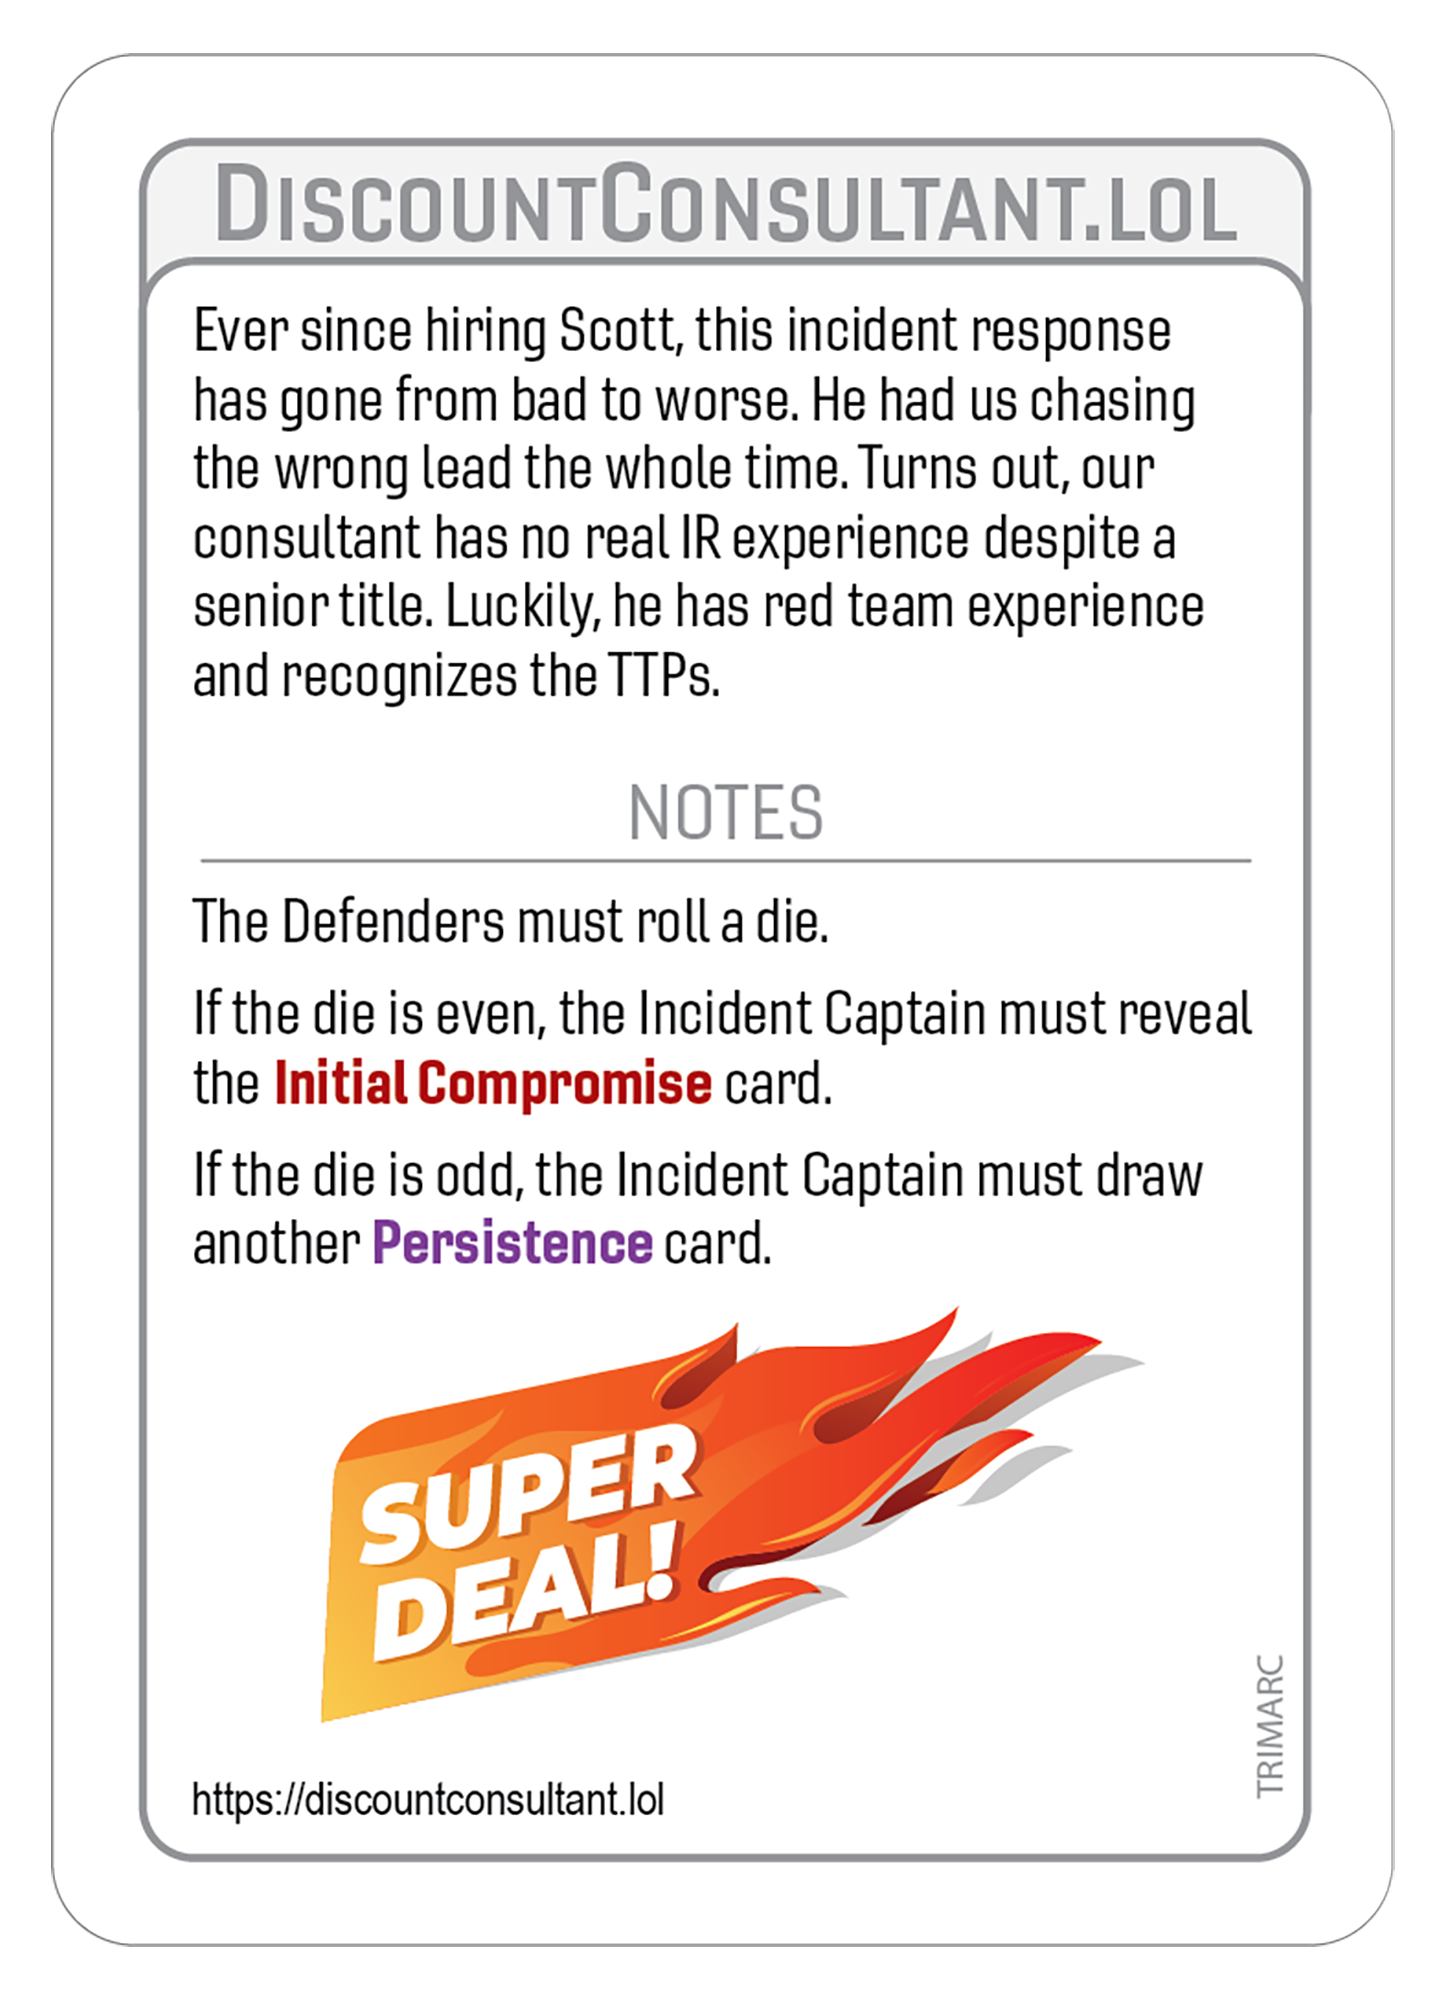 DiscountConsultant.lol
Ever since hiring Scott, this incident response
has gone from bad to worse. He had us chasing
the wrong lead the whole time. Turns out, our
consultant has no real IR experience despite a
senior title. Luckily, he has red team experience
and recognizes the TTPs.
NOTES
The Defenders must roll a die.
If the die is even, the Incident Captain must reveal
the Initial Compromise card.
If the die is odd, the Incident Captain must draw
another Persistence card.
SUPER
DEAL!
TRIMARC
https://discountconsultant.lol